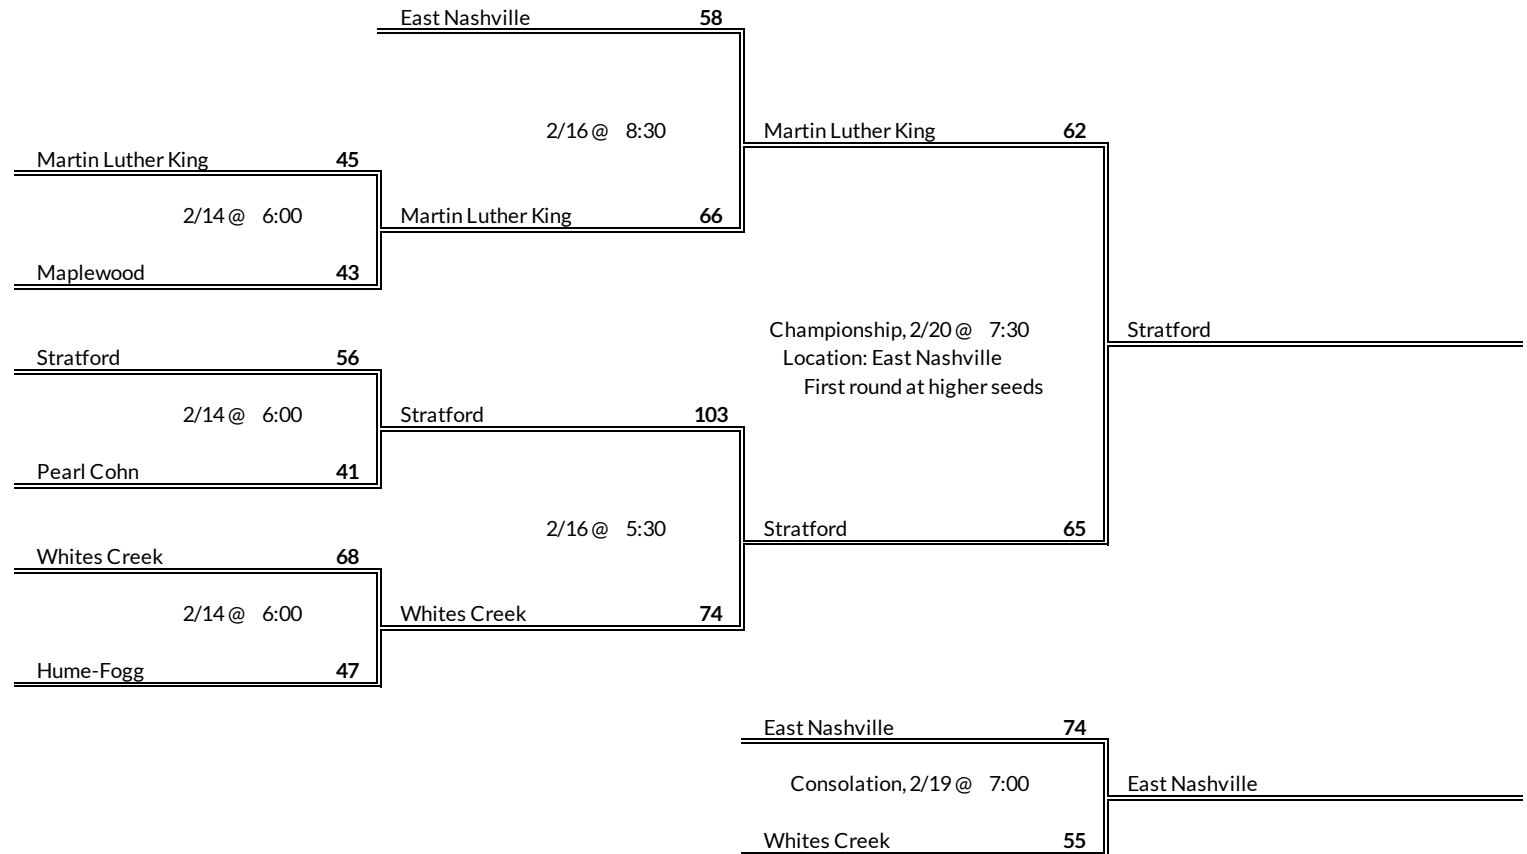 East Nashville 58
2/16 @ 8:30
Martin Luther King 62
Martin Luther King 45
2/14 @ 6:00
Martin Luther King 66
Maplewood 43
Championship, 2/20 @ 7:30
Stratford
Stratford 56
Location: East Nashville
First round at higher seeds
2/14 @ 6:00
Stratford 103
Pearl Cohn 41
2/16 @ 5:30
Stratford 65
Whites Creek 68
2/14 @ 6:00
Whites Creek 74
Hume-Fogg 47
East Nashville 74
Consolation, 2/19 @ 7:00
East Nashville
Whites Creek 55